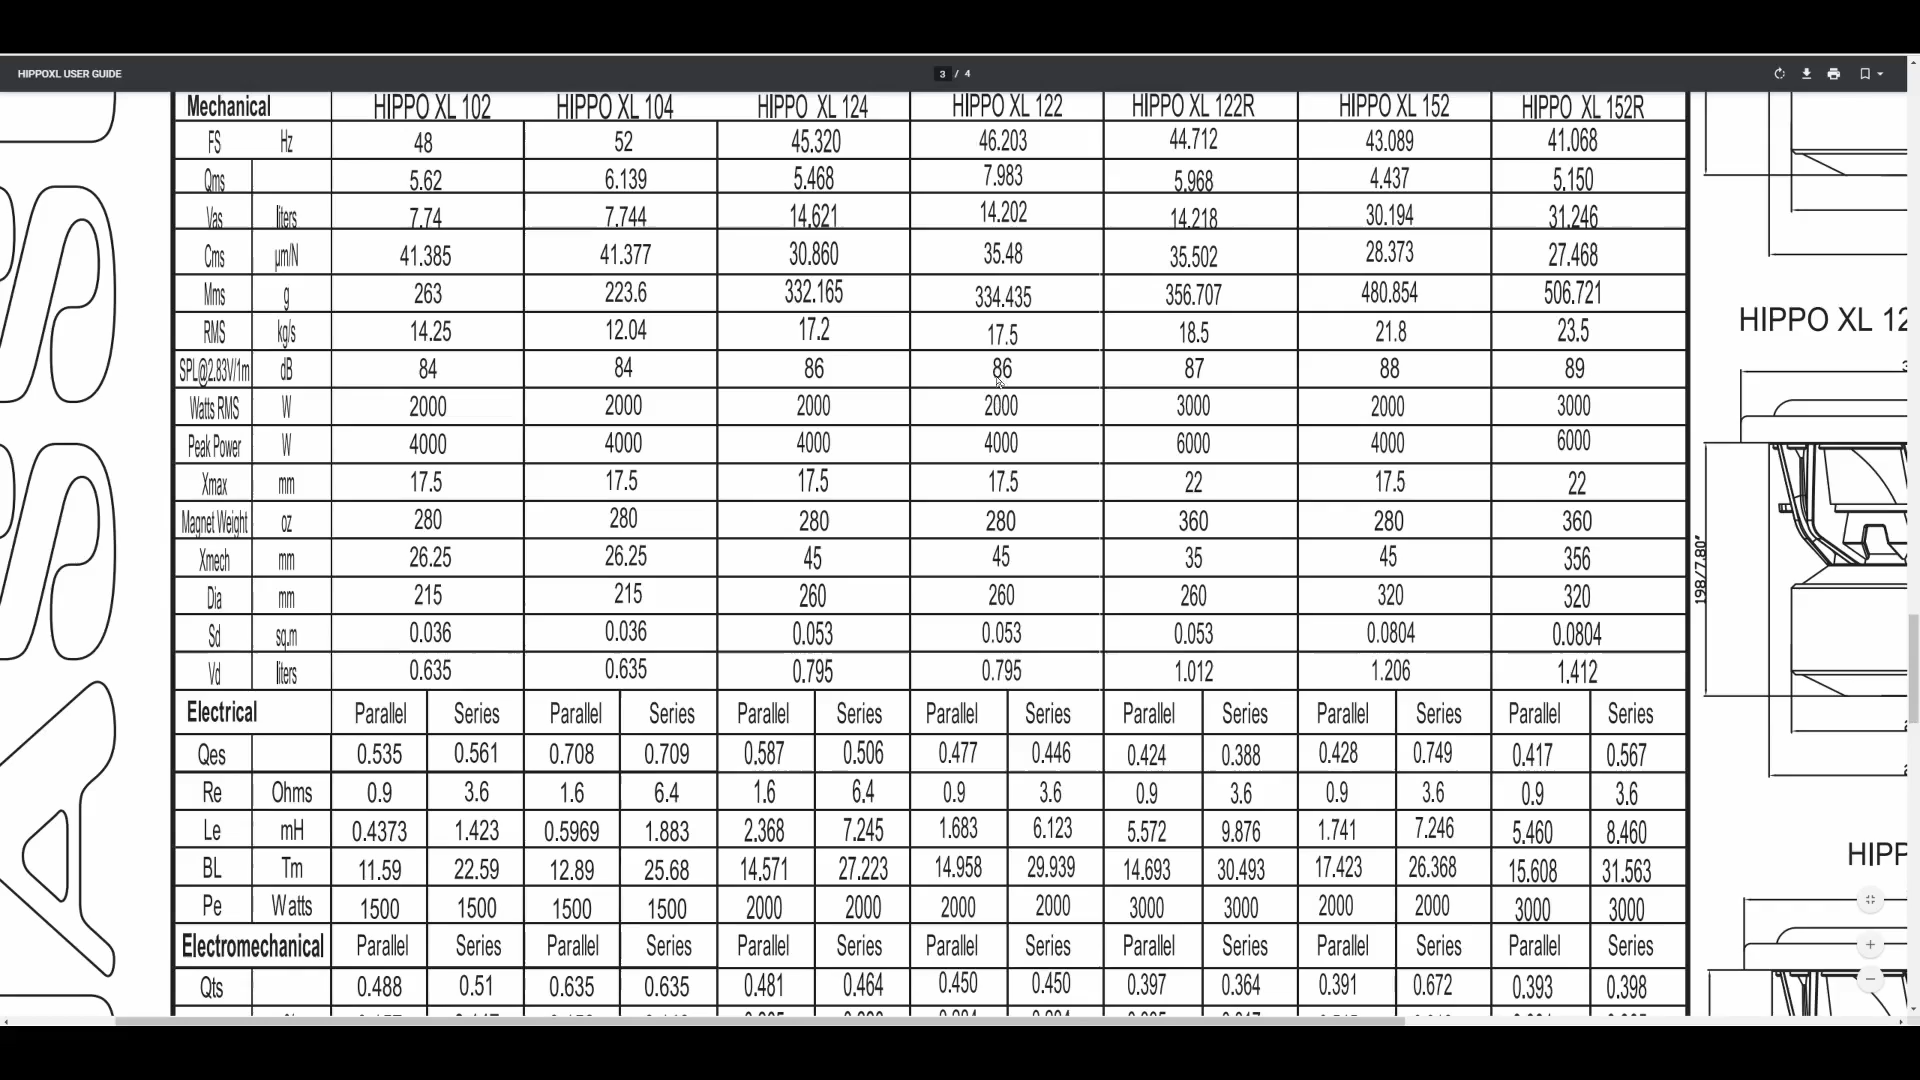 HIPPOXL USER GUIDE
3 / 4
Mechanical HIPPO XL 102 HIPPO XL 104 HIPPO XL 124 HIPPO XL 122 HIPPO XL 122R HIPPO XL 152 HIPPO XL 152R
FS Hz 48 52 45.320 46.203 44.712 43.089 41.068
Qms 5.62 6.139 5.468 7.983 5.968 4.437 5.150
Vas liters 7.74 7.744 14.621 14.202 14.218 30.194 31.246
Cms µm/N 41.385 41.377 30.860 35.48 35.502 28.373 27.468
Mms g 263 223.6 332.165 334.435 356.707 480.854 506.721
RMS kg/s 14.25 12.04 17.2 17.5 18.5 21.8 23.5
SPL@2.83V/1m dB 84 84 86 86 87 88 89
Watts RMS W 2000 2000 2000 2000 3000 2000 3000
Peak Power W 4000 4000 4000 4000 6000 4000 6000
Xmax mm 17.5 17.5 17.5 17.5 22 17.5 22
Magnet Weight oz 280 280 280 280 360 280 360
Xmech mm 26.25 26.25 45 45 35 45 356
Dia mm 215 215 260 260 260 320 320
Sd sq.m 0.036 0.036 0.053 0.053 0.053 0.0804 0.0804
Vd liters 0.635 0.635 0.795 0.795 1.012 1.206 1.412
Electrical Parallel Series Parallel Series Parallel Series Parallel Series Parallel Series Parallel Series Parallel Series
Qes 0.535 0.561 0.708 0.709 0.587 0.506 0.477 0.446 0.424 0.388 0.428 0.749 0.417 0.567
Re Ohms 0.9 3.6 1.6 6.4 1.6 6.4 0.9 3.6 0.9 3.6 0.9 3.6 0.9 3.6
Le mH 0.4373 1.423 0.5969 1.883 2.368 7.245 1.683 6.123 5.572 9.876 1.741 7.246 5.460 8.460
BL Tm 11.59 22.59 12.89 25.68 14.571 27.223 14.958 29.939 14.693 30.493 17.423 26.368 15.608 31.563
Pe Watts 1500 1500 1500 1500 2000 2000 2000 2000 3000 3000 2000 2000 3000 3000
Electromechanical Parallel Series Parallel Series Parallel Series Parallel Series Parallel Series Parallel Series Parallel Series
Qts 0.488 0.51 0.635 0.635 0.481 0.464 0.450 0.450 0.397 0.364 0.391 0.672 0.393 0.398
HIPPO XL 12
198/7.80"
HIPP